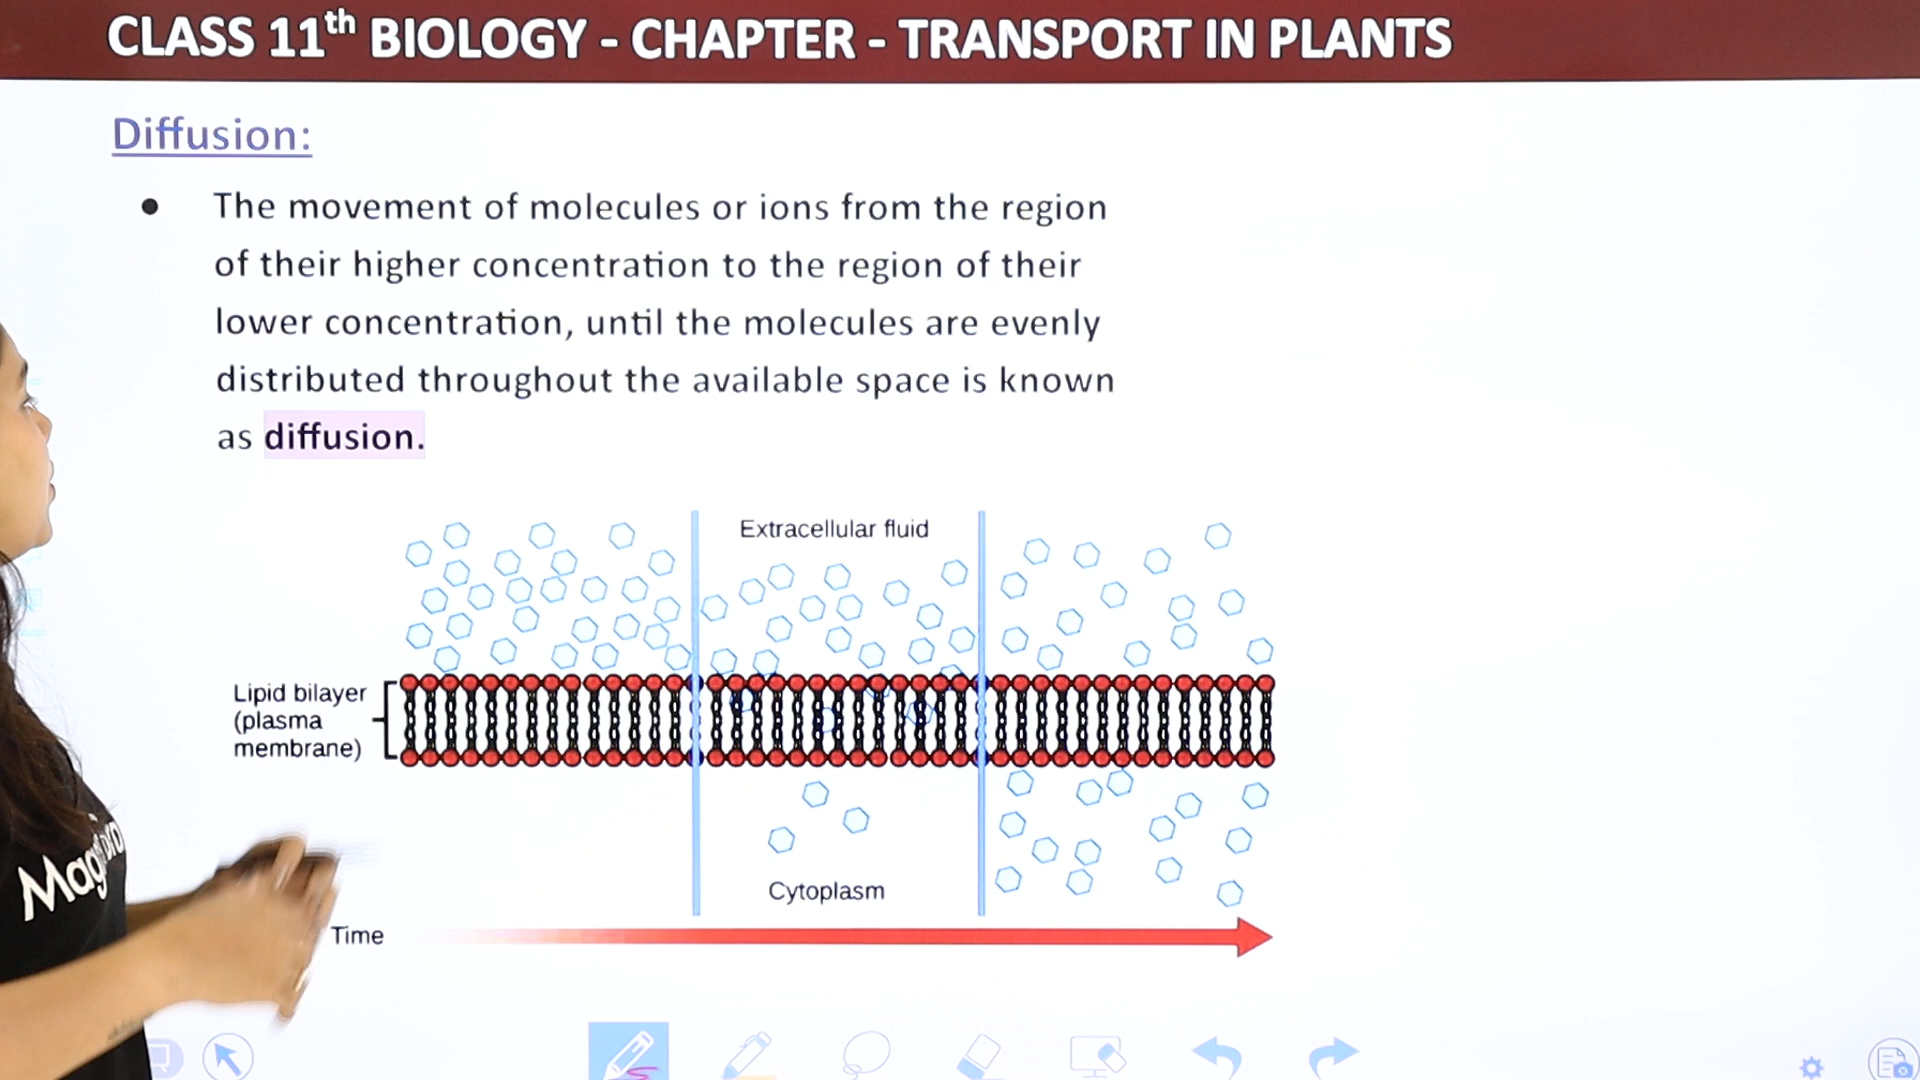 CLASS 11th BIOLOGY - CHAPTER - TRANSPORT IN PLANTS
Diffusion:
● The movement of molecules or ions from the region
of their higher concentration to the region of their
lower concentration, until the molecules are evenly
distributed throughout the available space is known
as diffusion.
Extracellular fluid
Lipid bilayer
(plasma
membrane)
Cytoplasm
Time